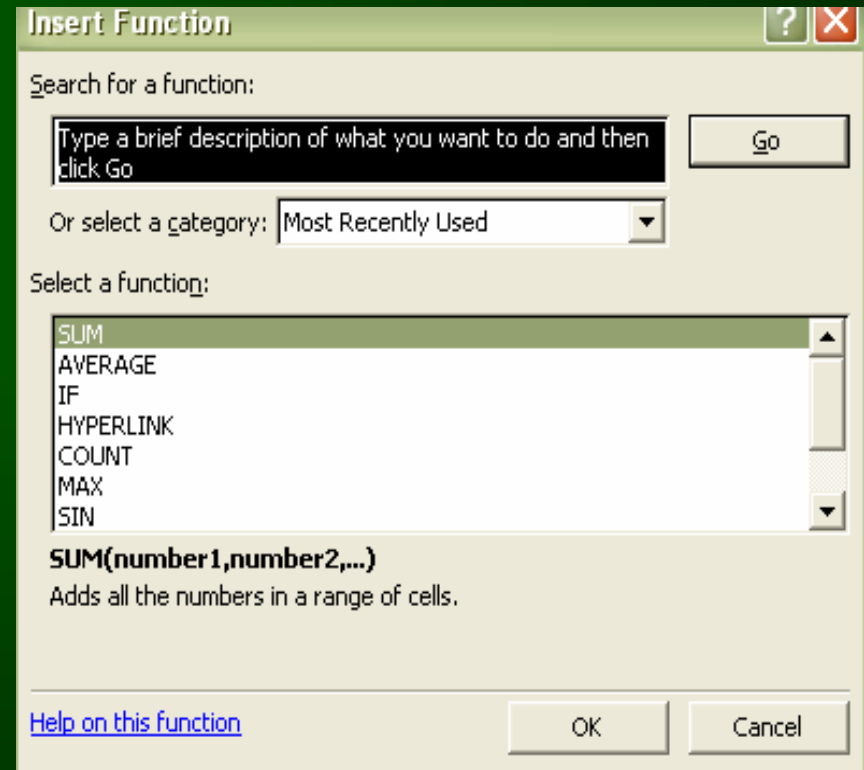 Insert Function
?
X
Search for a function:
Type a brief description of what you want to do and then
click Go
Go
Or select a category: Most Recently Used
Select a function:
SUM
AVERAGE
IF
HYPERLINK
COUNT
MAX
SIN
SUM(number1,number2,...)
Adds all the numbers in a range of cells.
Help on this function
OK
Cancel